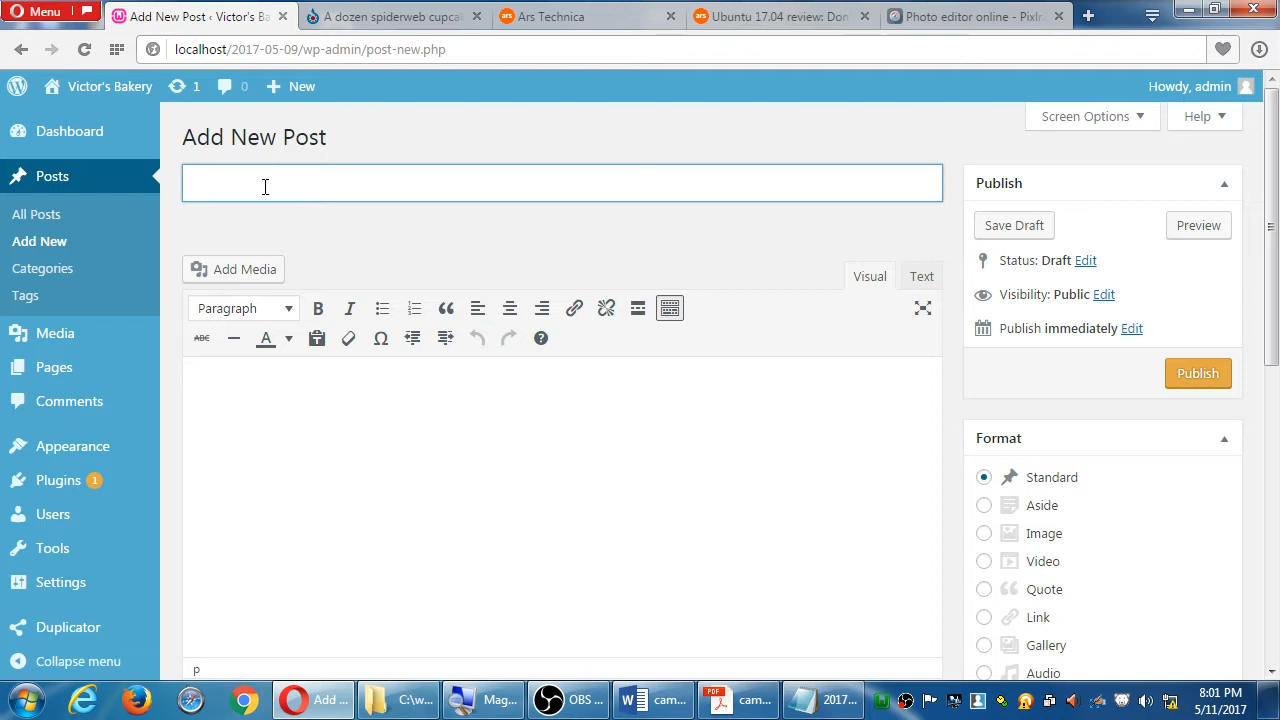 Menu
Add New Post ‹ Victor's Ba
A dozen spiderweb cupca
ars
Ars Technica
ars
Ubuntu 17.04 review: Don
Photo editor online - Pixlr
localhost/2017-05-09/wp-admin/post-new.php
Victor's Bakery
1
0
New
Howdy, admin
Screen Options
Help
Dashboard
Posts
All Posts
Add New
Categories
Tags
Media
Pages
Comments
Appearance
Plugins
1
Users
Tools
Settings
Duplicator
Collapse menu
Add New Post
Add Media
Visual
Text
Paragraph
B
I
ABC
A
Ω
?
p
Publish
Save Draft
Preview
Status: Draft Edit
Visibility: Public Edit
Publish immediately Edit
Publish
Format
Standard
Aside
Image
Video
Quote
Link
Gallery
Audio
Add ...
C:\w...
Mag...
OBS ...
W
cam...
PDF
cam...
2017...
8:01 PM
5/11/2017